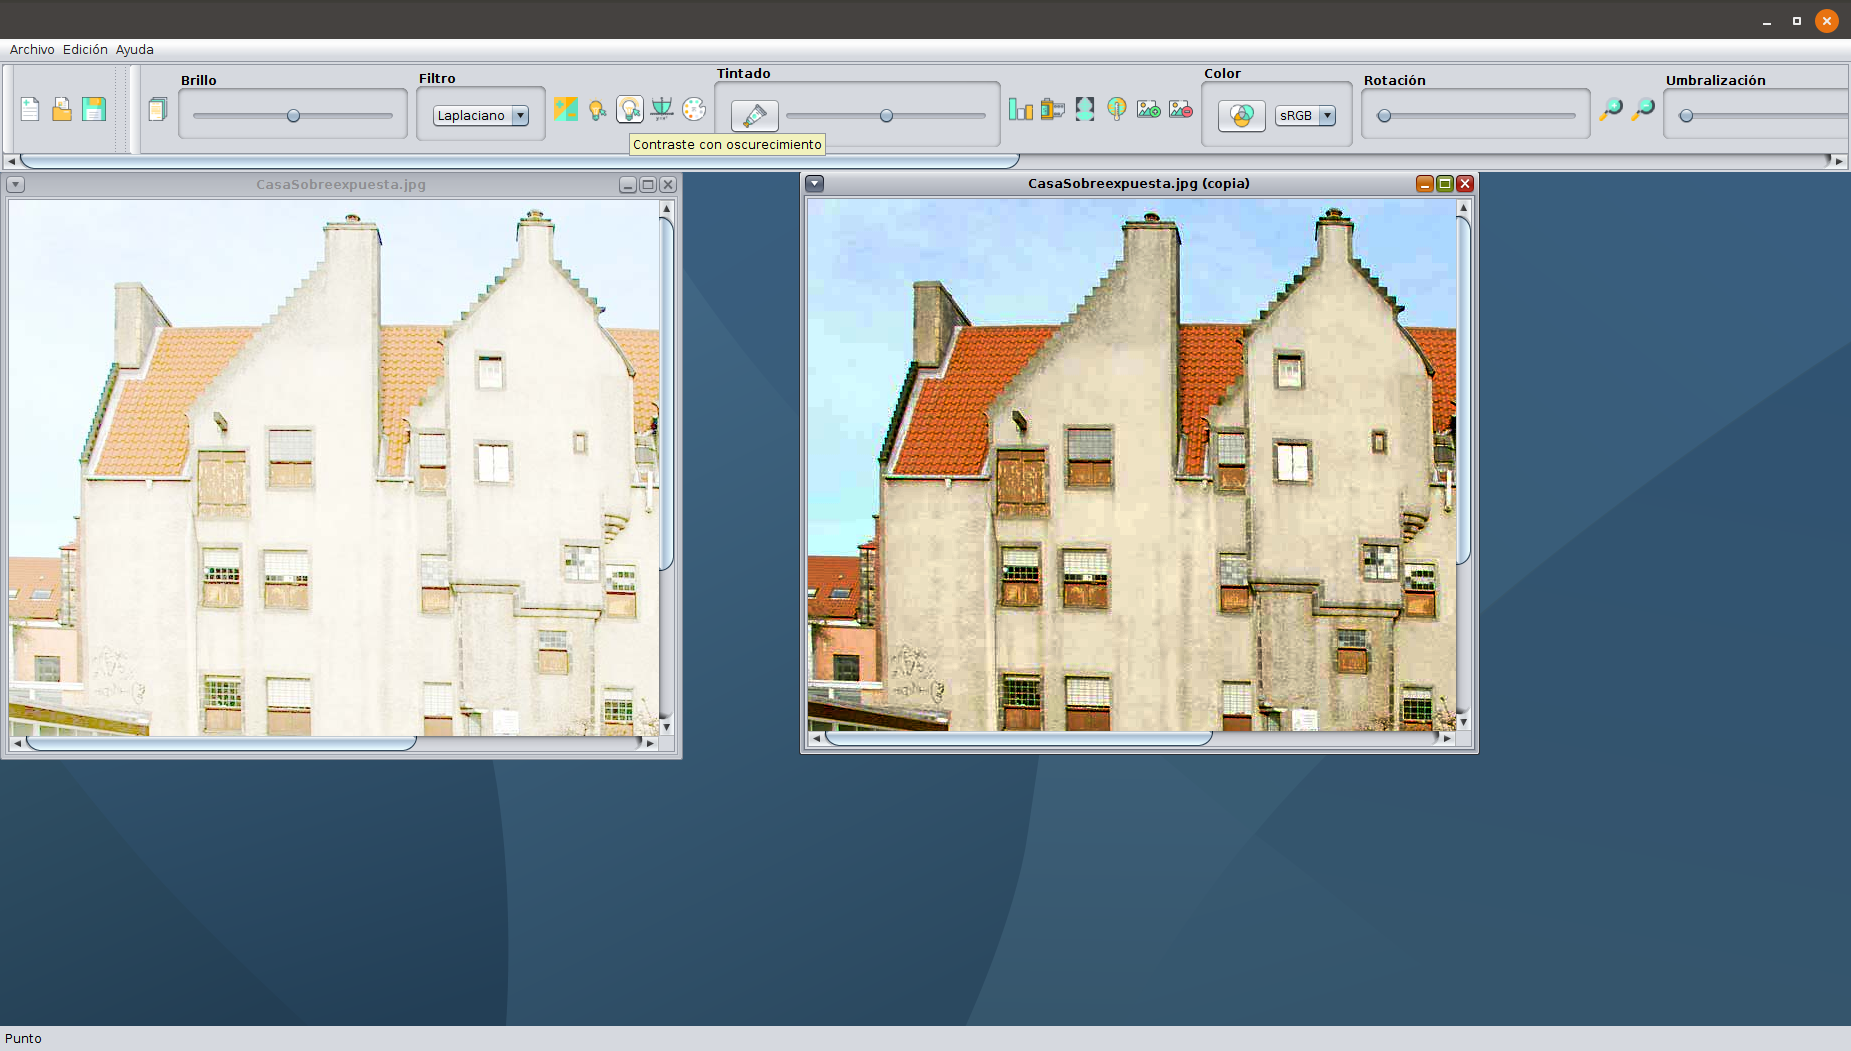 Archivo Edición Ayuda
Brillo
Filtro
Tintado
Color
Rotación
Umbralización
Laplaciano
sRGB
Contraste con oscurecimiento
CasaSobreexpuesta.jpg
CasaSobreexpuesta.jpg (copia)
Punto